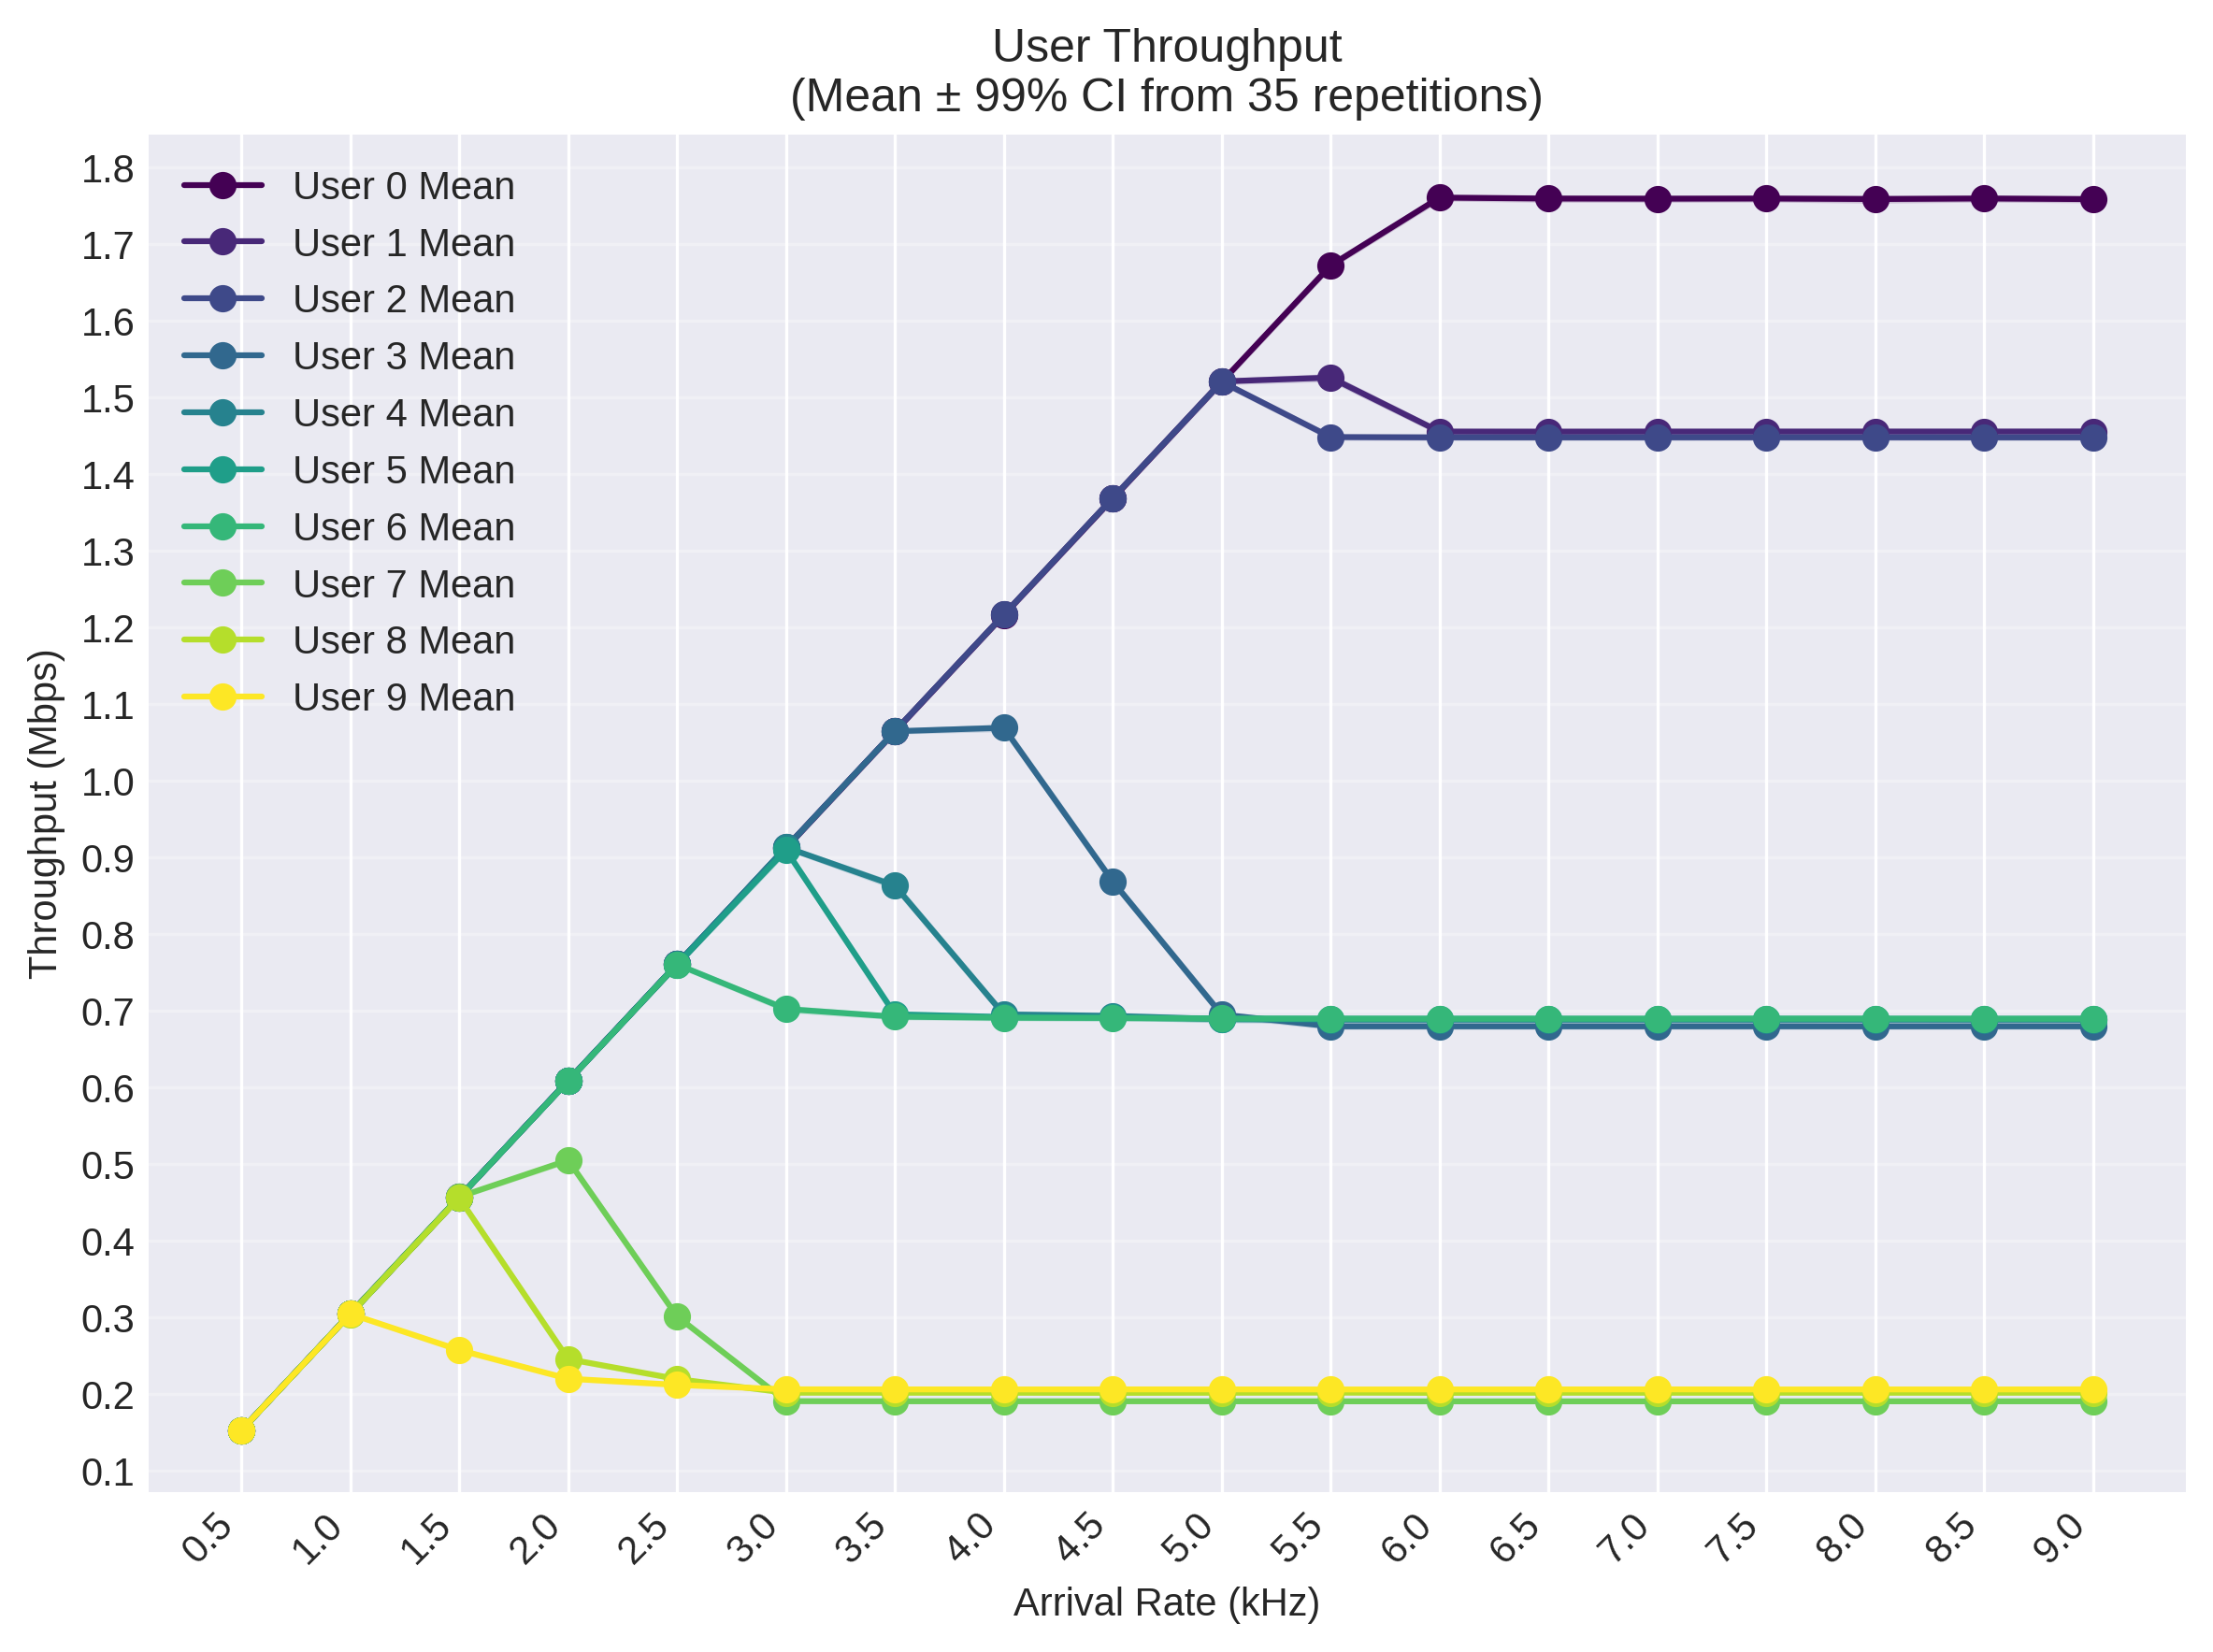 User Throughput
(Mean ± 99% CI from 35 repetitions)
1.8
1.7
1.6
1.5
1.4
1.3
1.2
1.1
1.0
0.9
0.8
0.7
0.6
0.5
0.4
0.3
0.2
0.1
Throughput (Mbps)
User 0 Mean
User 1 Mean
User 2 Mean
User 3 Mean
User 4 Mean
User 5 Mean
User 6 Mean
User 7 Mean
User 8 Mean
User 9 Mean
0.5 1.0 1.5 2.0 2.5 3.0 3.5 4.0 4.5 5.0 5.5 6.0 6.5 7.0 7.5 8.0 8.5 9.0
Arrival Rate (kHz)